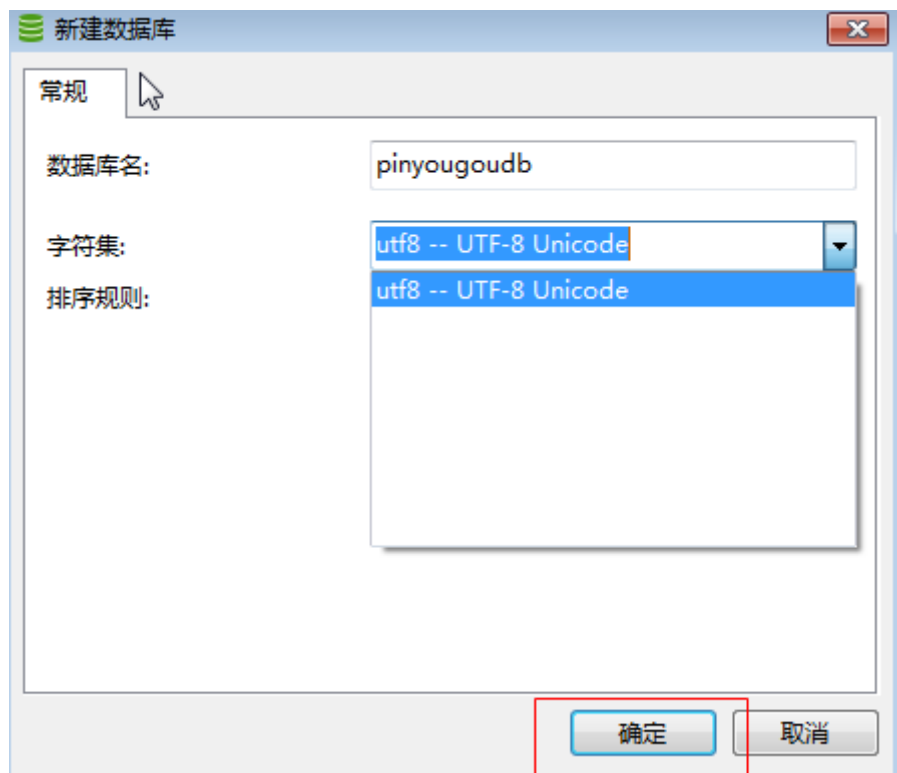 新建数据库
常规
数据库名:
pinyougoudb
字符集:
utf8 -- UTF-8 Unicode
utf8 -- UTF-8 Unicode
排序规则:
确定
取消